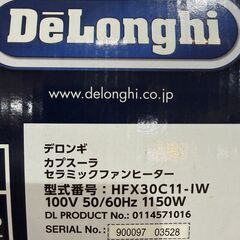 DeLonghi
www.delonghi.co.jp
デロンギ
カプスーラ
セラミックファンヒーター
型式番号：HFX30C11-IW
100V 50/60Hz 1150W
DL PRODUCT No.: 0114571016
SERIAL No.: 900097 03528